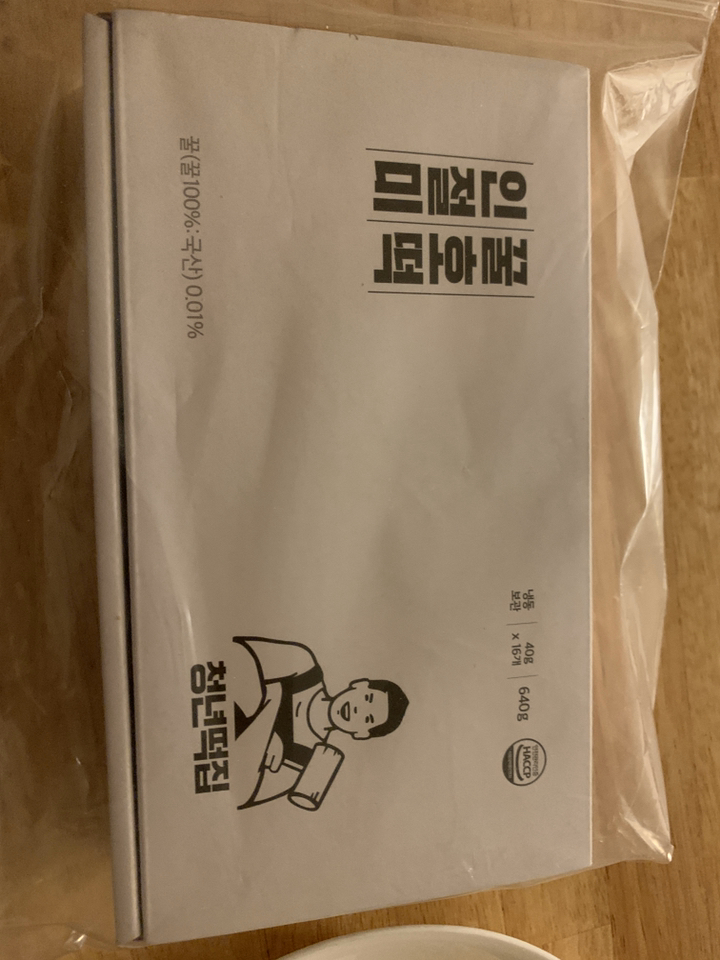 인절미
꿀호떡
냉동
보관
40g
x 16개
640g
HACCP
청년떡집
꿀(꿀100%:국산) 0.01%